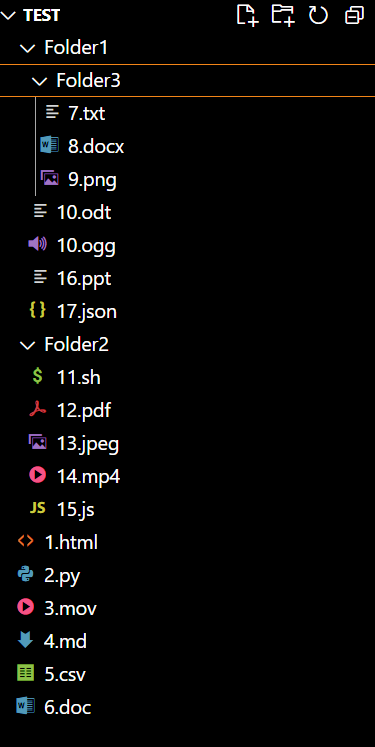 TEST
Folder1
Folder3
7.txt
8.docx
9.png
10.odt
10.ogg
16.ppt
{} 17.json
Folder2
$ 11.sh
12.pdf
13.jpeg
14.mp4
JS 15.js
<> 1.html
2.py
3.mov
4.md
5.csv
W 6.doc